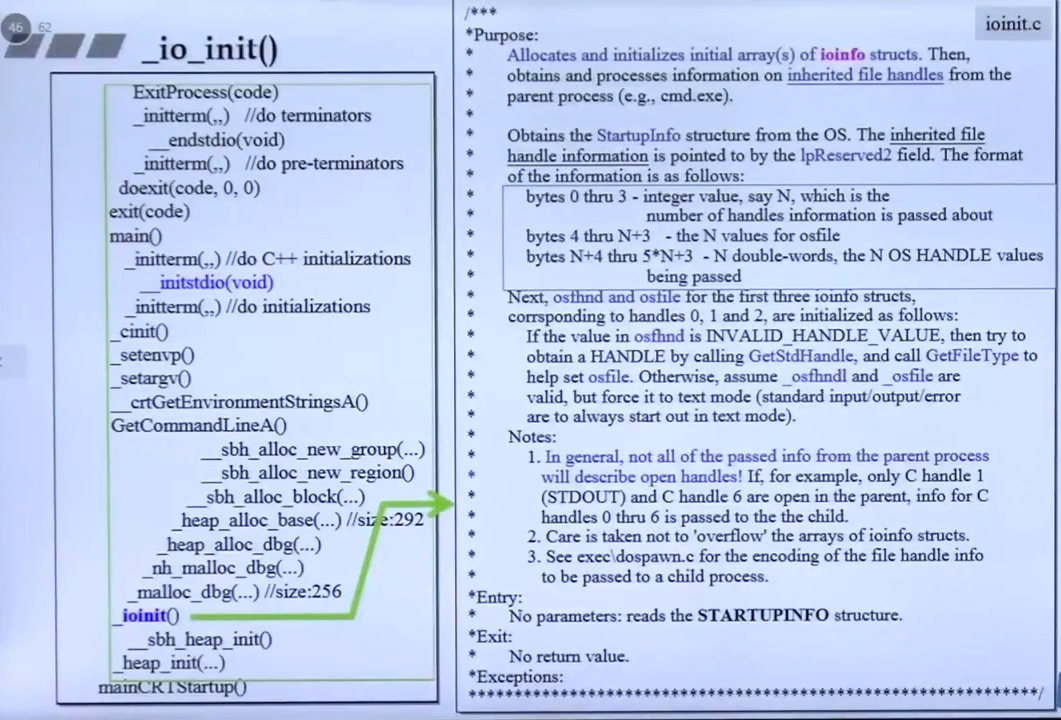 46 62
_io_init()
ExitProcess(code)
_initterm(,,) //do terminators
__endstdio(void)
_initterm(,,) //do pre-terminators
doexit(code, 0, 0)
exit(code)
main()
_initterm(,,) //do C++ initializations
__initstdio(void)
_initterm(,,) //do initializations
_cinit()
_setenvp()
_setargv()
__crtGetEnvironmentStringsA()
GetCommandLineA()
__sbh_alloc_new_group(...)
__sbh_alloc_new_region()
__sbh_alloc_block(...)
_heap_alloc_base(...) //size:292
_heap_alloc_dbg(...)
_nh_malloc_dbg(...)
_malloc_dbg(...) //size:256
_ioinit()
__sbh_heap_init()
_heap_init(...)
mainCRTStartup()
ioinit.c
/***
*Purpose:
* Allocates and initializes initial array(s) of ioinfo structs. Then,
* obtains and processes information on inherited file handles from the
* parent process (e.g., cmd.exe).
*
* Obtains the StartupInfo structure from the OS. The inherited file
* handle information is pointed to by the lpReserved2 field. The format
* of the information is as follows:
* bytes 0 thru 3 - integer value, say N, which is the
* number of handles information is passed about
* bytes 4 thru N+3 - the N values for osfile
* bytes N+4 thru 5*N+3 - N double-words, the N OS HANDLE values
* being passed
* Next, osfhnd and osfile for the first three ioinfo structs,
* corrsponding to handles 0, 1 and 2, are initialized as follows:
* If the value in osfhnd is INVALID_HANDLE_VALUE, then try to
* obtain a HANDLE by calling GetStdHandle, and call GetFileType to
* help set osfile. Otherwise, assume _osfhndl and _osfile are
* valid, but force it to text mode (standard input/output/error
* are to always start out in text mode).
* Notes:
* 1. In general, not all of the passed info from the parent process
* will describe open handles! If, for example, only C handle 1
* (STDOUT) and C handle 6 are open in the parent, info for C
* handles 0 thru 6 is passed to the the child.
* 2. Care is taken not to 'overflow' the arrays of ioinfo structs.
* 3. See exec\dospawn.c for the encoding of the file handle info
* to be passed to a child process.
*Entry:
* No parameters: reads the STARTUPINFO structure.
*Exit:
* No return value.
*Exceptions:
*******************************************************************************/